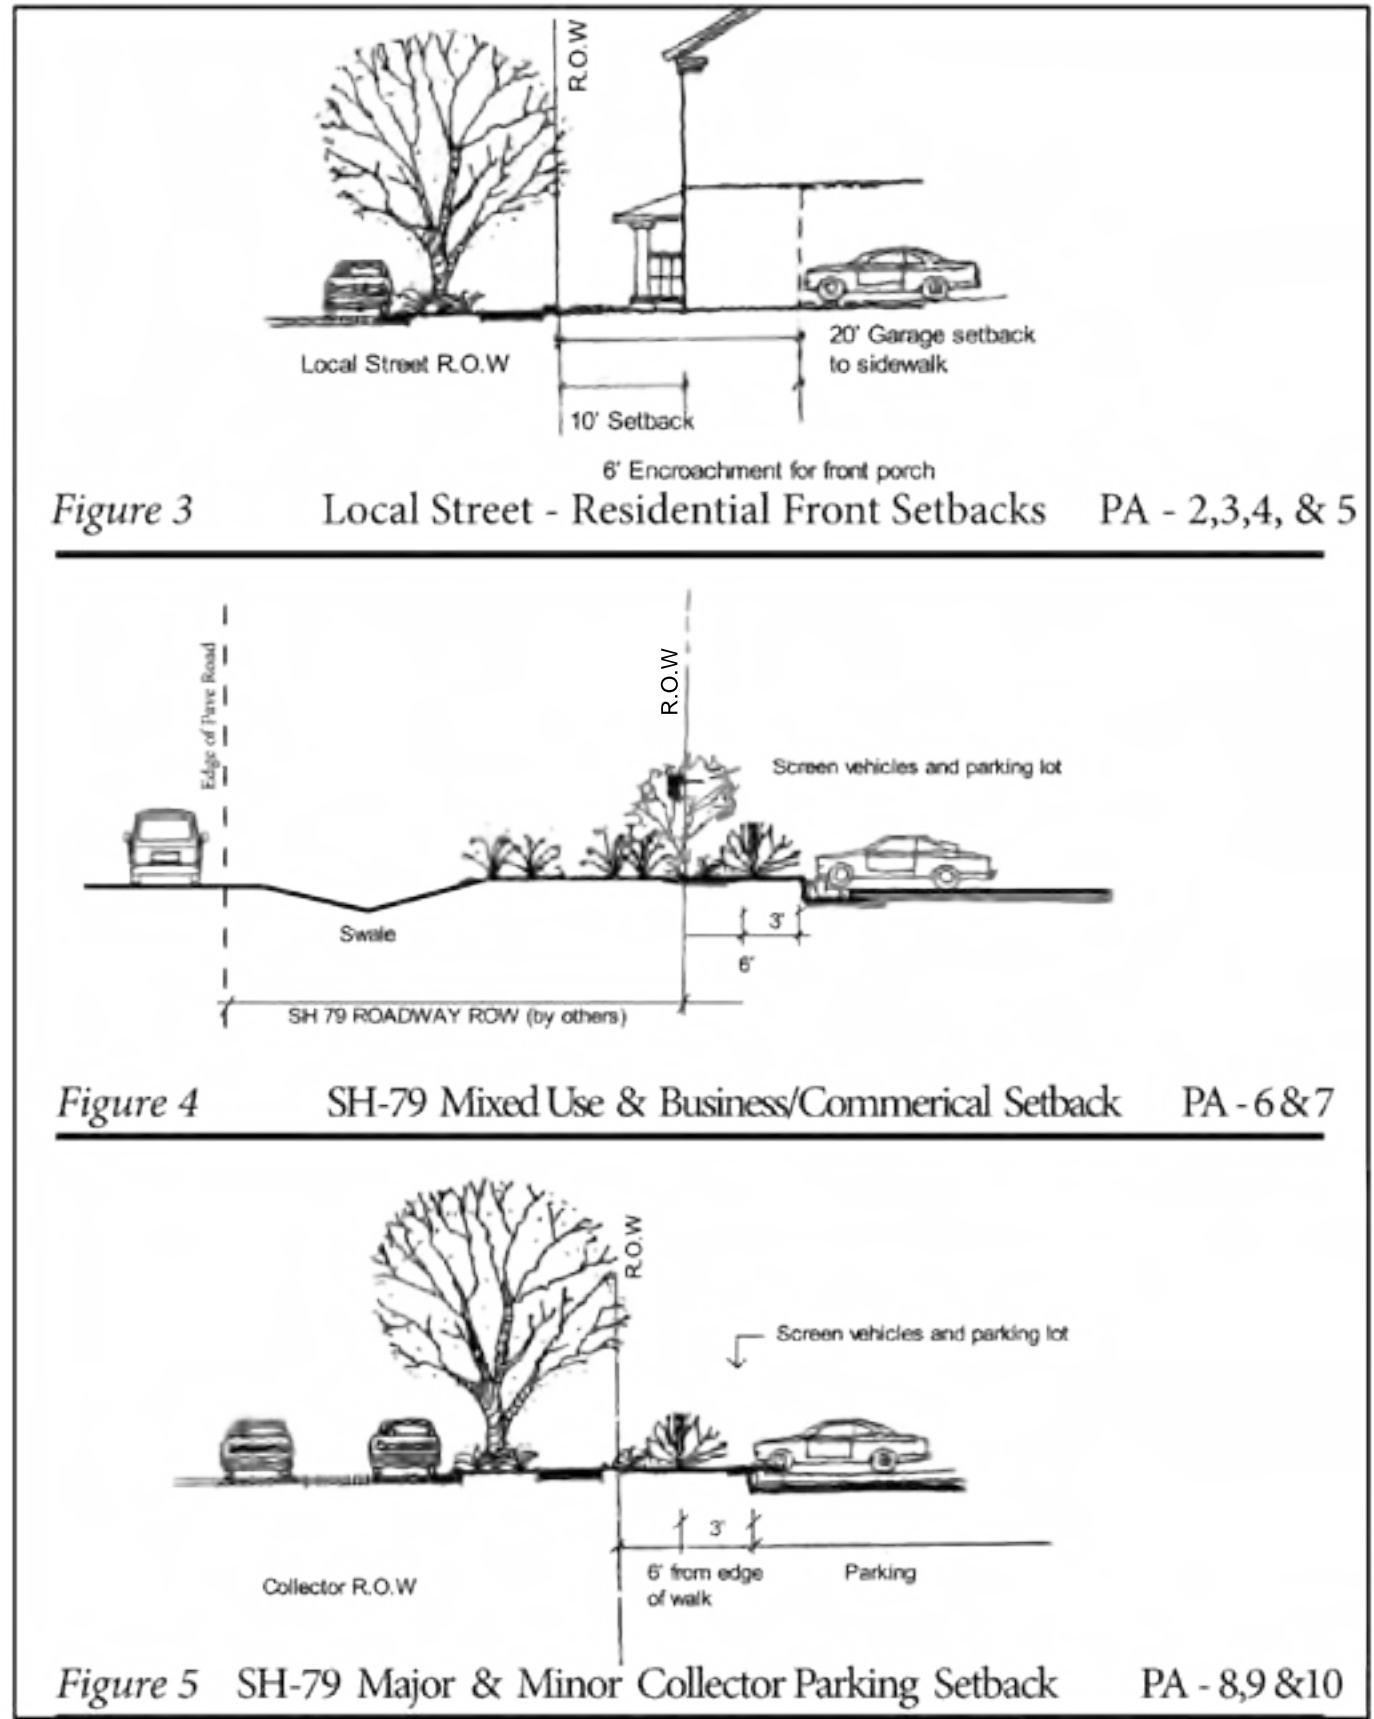 R.O.W
20' Garage setback
to sidewalk
Local Street R.O.W
10' Setback
6' Encroachment for front porch
Figure 3 Local Street - Residential Front Setbacks PA - 2,3,4, & 5
Edge of Pave Road
R.O.W
Screen vehicles and parking lot
Swale
3'
6'
SH 79 ROADWAY ROW (by others)
Figure 4 SH-79 Mixed Use & Business/Commerical Setback PA - 6 & 7
R.O.W
Screen vehicles and parking lot
3'
6' from edge
of walk
Parking
Collector R.O.W
Figure 5 SH-79 Major & Minor Collector Parking Setback PA - 8,9 &10